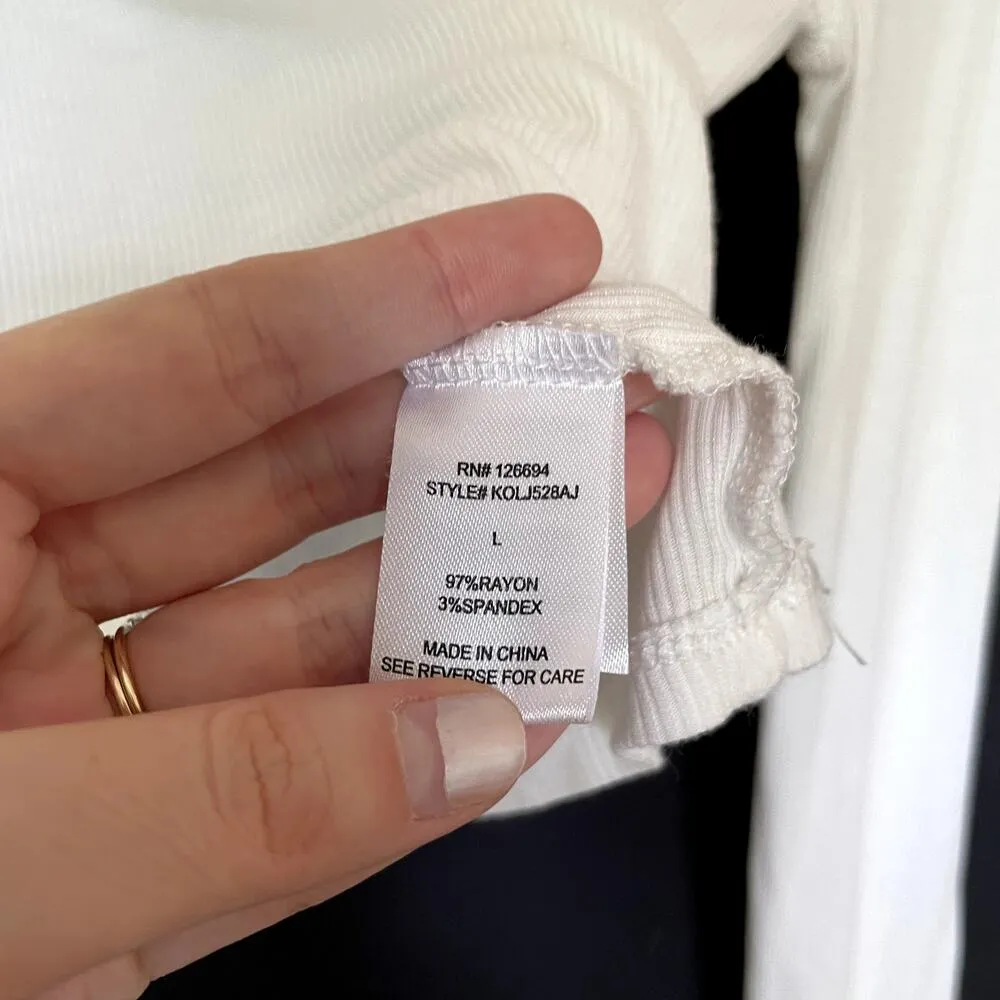 RN# 126694
STYLE# KOLJ528AJ
L
97%RAYON
3%SPANDEX
MADE IN CHINA
SEE REVERSE FOR CARE